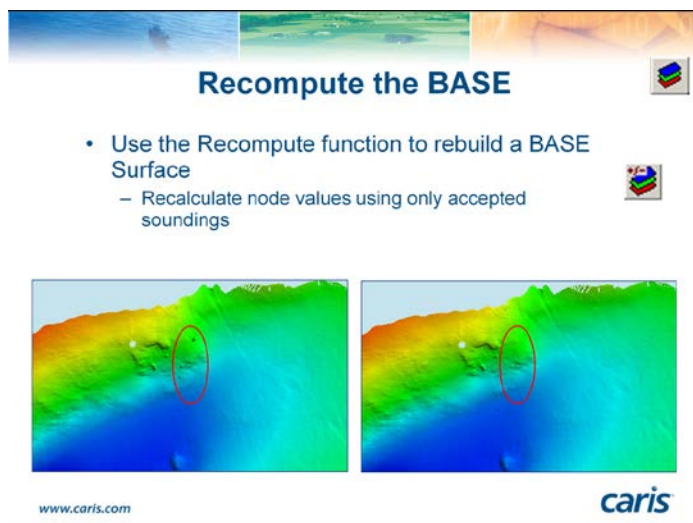 Recompute the BASE
• Use the Recompute function to rebuild a BASE
Surface
– Recalculate node values using only accepted
soundings
www.caris.com
caris